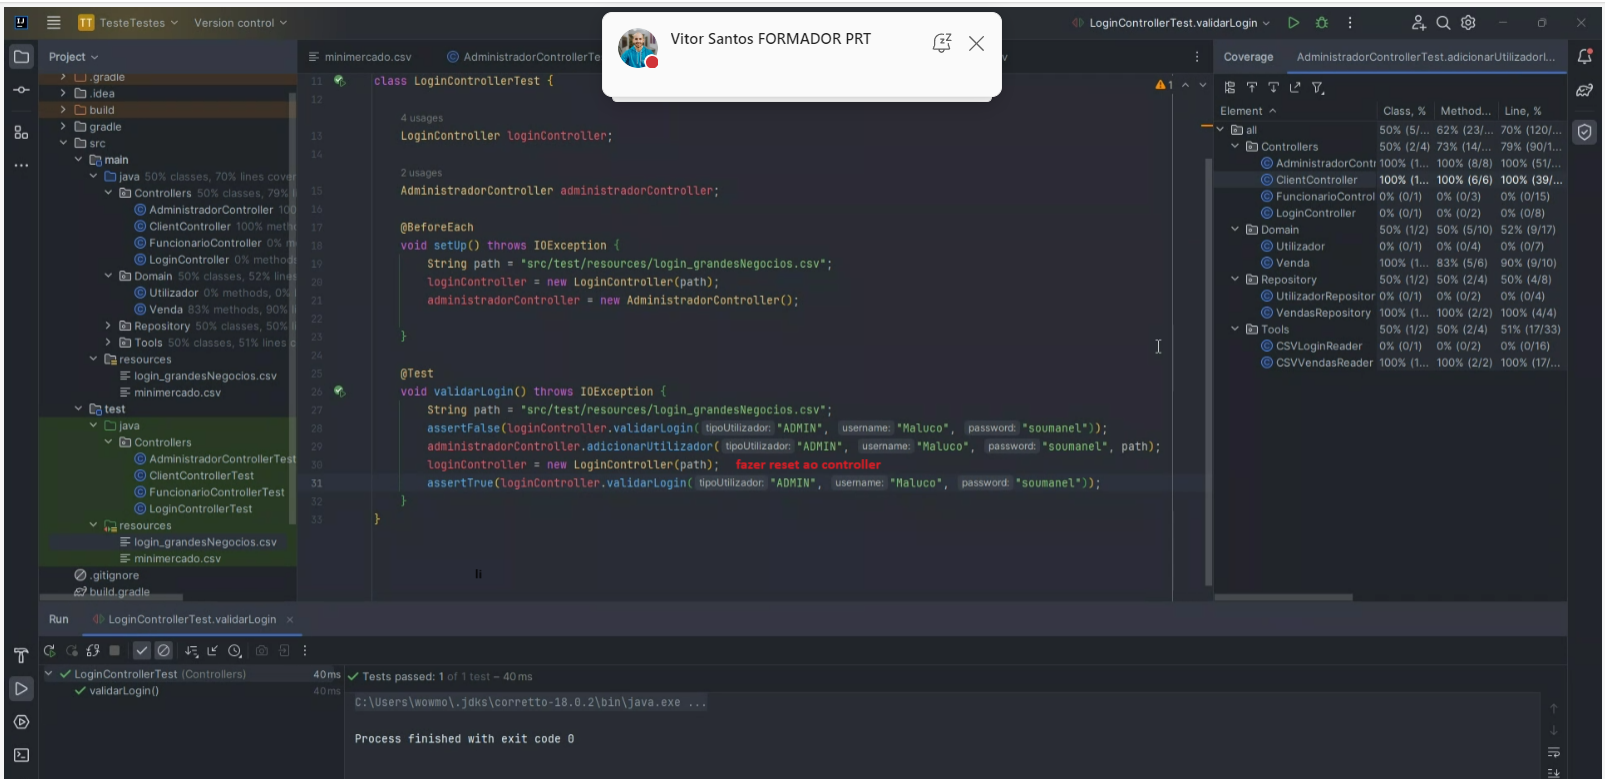 TT TesteTestes
Version control
LoginControllerTest.validarLogin
Vitor Santos FORMADOR PRT
Project
minimercado.csv
AdministradorControllerTe
Coverage
AdministradorControllerTest.adicionarUtilizadorI...
.gradle
.idea
build
gradle
src
main
java 50% classes, 70% lines cover
Controllers 50% classes, 79% l
AdministradorController 100
ClientController 100% meth
FuncionarioController 0% m
LoginController 0% methods
Domain 50% classes, 52% lines
Utilizador 0% methods, 0%
Venda 83% methods, 90% li
Repository 50% classes, 50% l
Tools 50% classes, 51% lines c
resources
login_grandesNegocios.csv
minimercado.csv
test
java
Controllers
AdministradorControllerTest
ClientControllerTest
FuncionarioControllerTest
LoginControllerTest
resources
login_grandesNegocios.csv
minimercado.csv
.gitignore
build.gradle
11 class LoginControllerTest {
12
4 usages
13 LoginController loginController;
14
2 usages
15 AdministradorController administradorController;
16
17 @BeforeEach
18 void setUp() throws IOException {
19 String path = "src/test/resources/login_grandesNegocios.csv";
20 loginController = new LoginController(path);
21 administradorController = new AdministradorController();
22
23 }
24
25 @Test
26 void validarLogin() throws IOException {
27 String path = "src/test/resources/login_grandesNegocios.csv";
28 assertFalse(loginController.validarLogin( tipoUtilizador: "ADMIN", username: "Maluco", password: "soumanel"));
29 administradorController.adicionarUtilizador( tipoUtilizador: "ADMIN", username: "Maluco", password: "soumanel", path);
30 loginController = new LoginController(path); fazer reset ao controller
31 assertTrue(loginController.validarLogin( tipoUtilizador: "ADMIN", username: "Maluco", password: "soumanel"));
32 }
33 }
li
1
Element Class, % Method... Line, %
all 50% (5/... 62% (23/... 70% (120/...
Controllers 50% (2/4) 73% (14/... 79% (90/1...
AdministradorContr 100% (1... 100% (8/8) 100% (51/...
ClientController 100% (1... 100% (6/6) 100% (39/...
FuncionarioControl 0% (0/1) 0% (0/3) 0% (0/15)
LoginController 0% (0/1) 0% (0/2) 0% (0/8)
Domain 50% (1/2) 50% (5/10) 52% (9/17)
Utilizador 0% (0/1) 0% (0/4) 0% (0/7)
Venda 100% (1... 83% (5/6) 90% (9/10)
Repository 50% (1/2) 50% (2/4) 50% (4/8)
UtilizadorRepositor 0% (0/1) 0% (0/2) 0% (0/4)
VendasRepository 100% (1... 100% (2/2) 100% (4/4)
Tools 50% (1/2) 50% (2/4) 51% (17/33)
CSVLoginReader 0% (0/1) 0% (0/2) 0% (0/16)
CSVVendasReader 100% (1... 100% (2/2) 100% (17/...
Run
LoginControllerTest.validarLogin
LoginControllerTest (Controllers) 40 ms
validarLogin() 40 ms
Tests passed: 1 of 1 test – 40 ms
C:\Users\wowmo\.jdks\corretto-18.0.2\bin\java.exe ...
Process finished with exit code 0